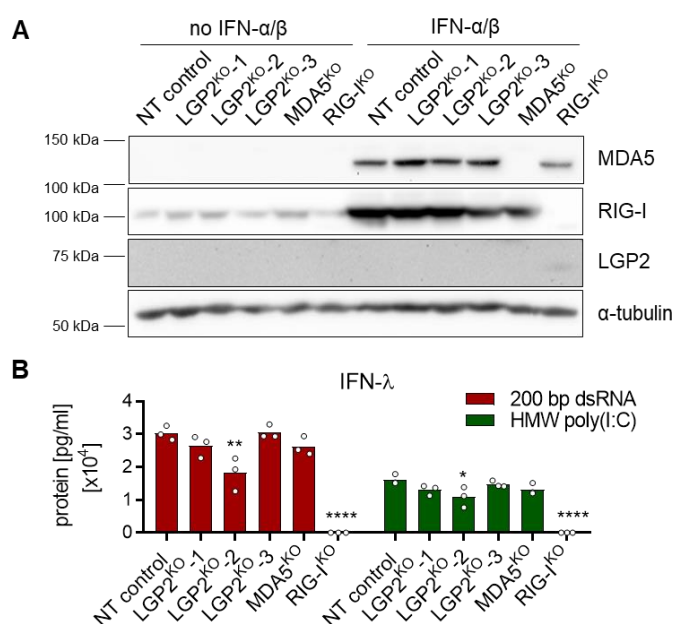 A
no IFN-α/β
IFN-α/β
NT control
LGP2KO-1
LGP2KO-2
LGP2KO-3
MDA5KO
RIG-IKO
NT control
LGP2KO-1
LGP2KO-2
LGP2KO-3
MDA5KO
RIG-IKO
150 kDa
MDA5
100 kDa
100 kDa
RIG-I
75 kDa
LGP2
α-tubulin
50 kDa
B
IFN-λ
protein [pg/ml]
[x10⁴]
4
3
2
1
0
200 bp dsRNA
HMW poly(I:C)
**
****
*
****
NT control
LGP2KO-1
LGP2KO-2
LGP2KO-3
MDA5KO
RIG-IKO
NT control
LGP2KO-1
LGP2KO-2
LGP2KO-3
MDA5KO
RIG-IKO